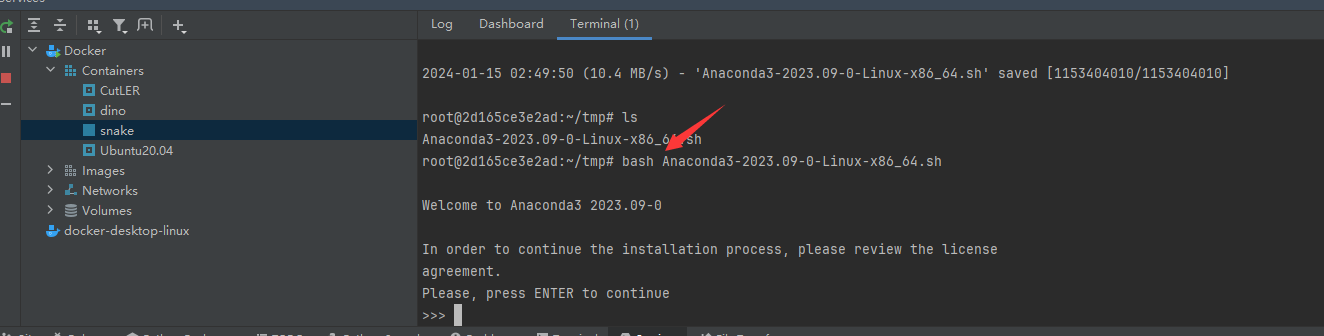 Log Dashboard Terminal (1)
Docker
Containers
CutLER
dino
snake
Ubuntu20.04
Images
Networks
Volumes
docker-desktop-linux
2024-01-15 02:49:50 (10.4 MB/s) - 'Anaconda3-2023.09-0-Linux-x86_64.sh' saved [1153404010/1153404010]
root@2d165ce3e2ad:~/tmp# ls
Anaconda3-2023.09-0-Linux-x86_64.sh
root@2d165ce3e2ad:~/tmp# bash Anaconda3-2023.09-0-Linux-x86_64.sh
Welcome to Anaconda3 2023.09-0
In order to continue the installation process, please review the license
agreement.
Please, press ENTER to continue
>>>